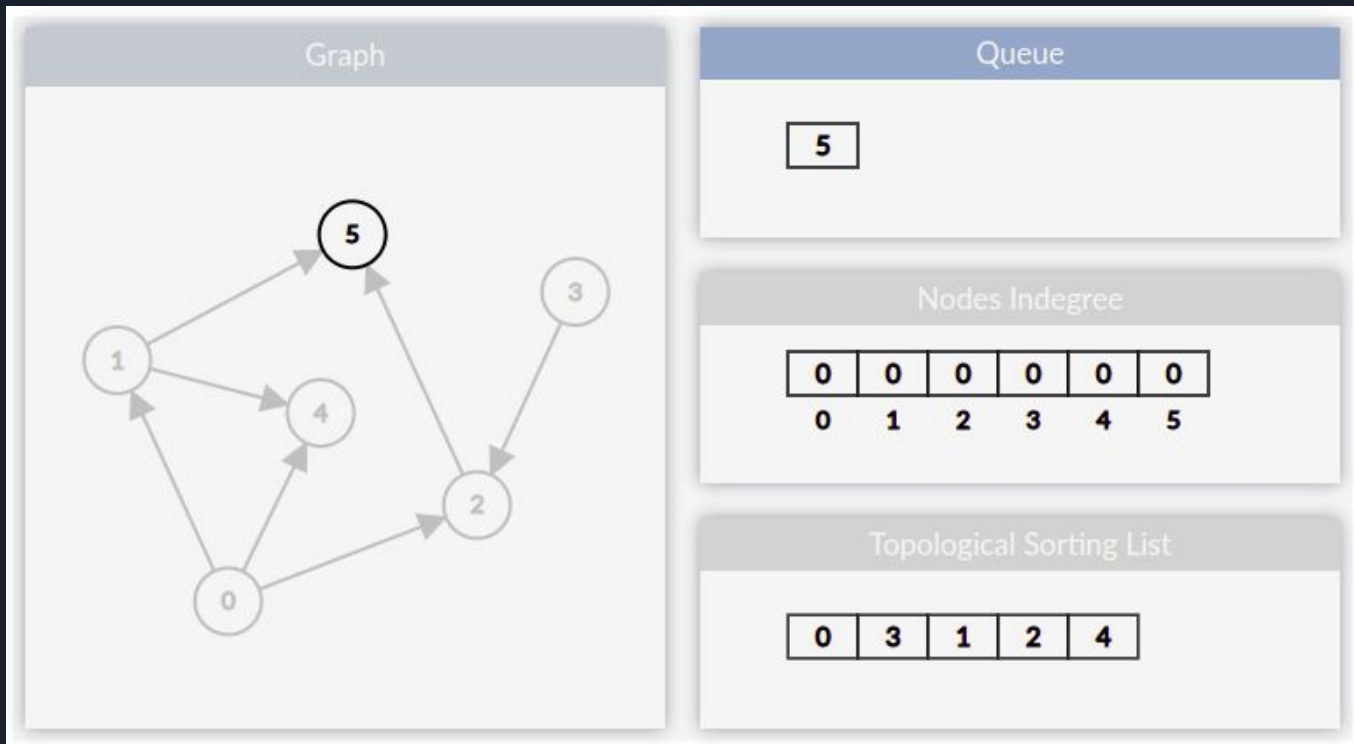 Graph
5
3
1
4
2
0
Queue
5
Nodes Indegree
0 0 0 0 0 0
0 1 2 3 4 5
Topological Sorting List
0 3 1 2 4